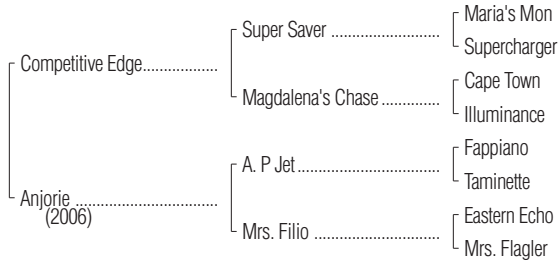 Maria's Mon
Super Saver ..............................
Supercharger
Competitive Edge....................
Cape Town
Magdalena's Chase ................
Illuminance
Fappiano
A. P Jet........................................
Taminette
Anjorie .......................................
(2006)
Eastern Echo
Mrs. Filio ...................................
Mrs. Flagler